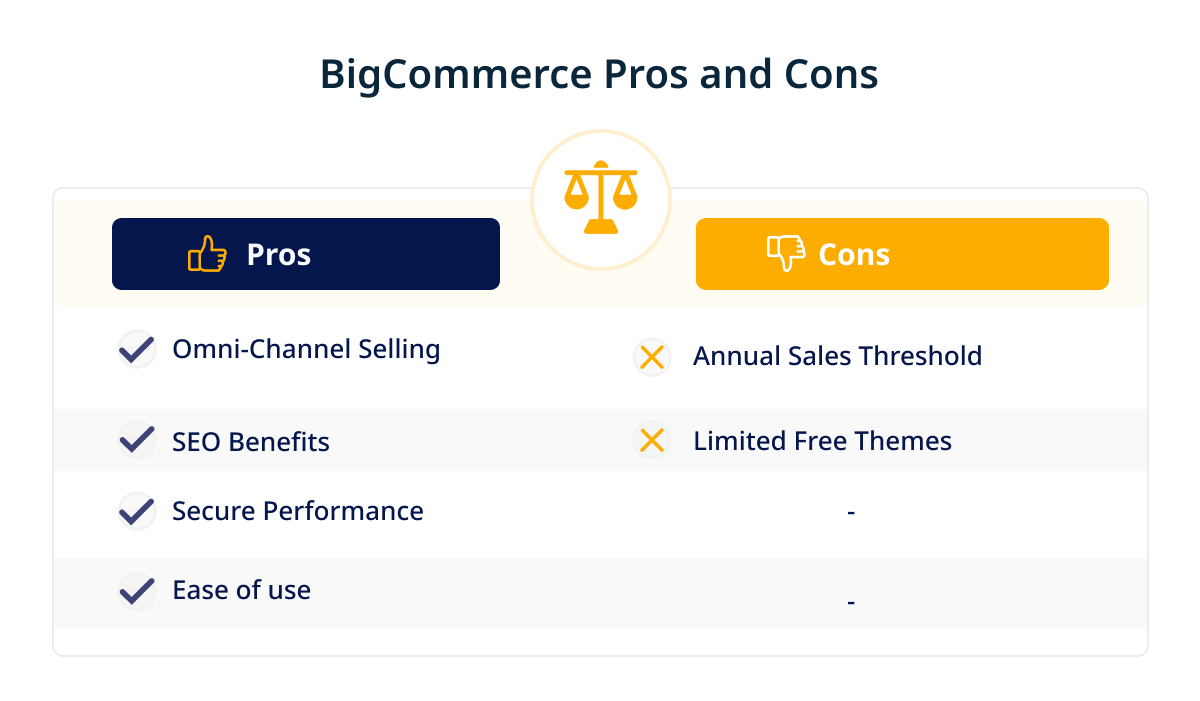 BigCommerce Pros and Cons
Pros
Cons
Omni-Channel Selling
Annual Sales Threshold
SEO Benefits
Limited Free Themes
Secure Performance
-
Ease of use
-